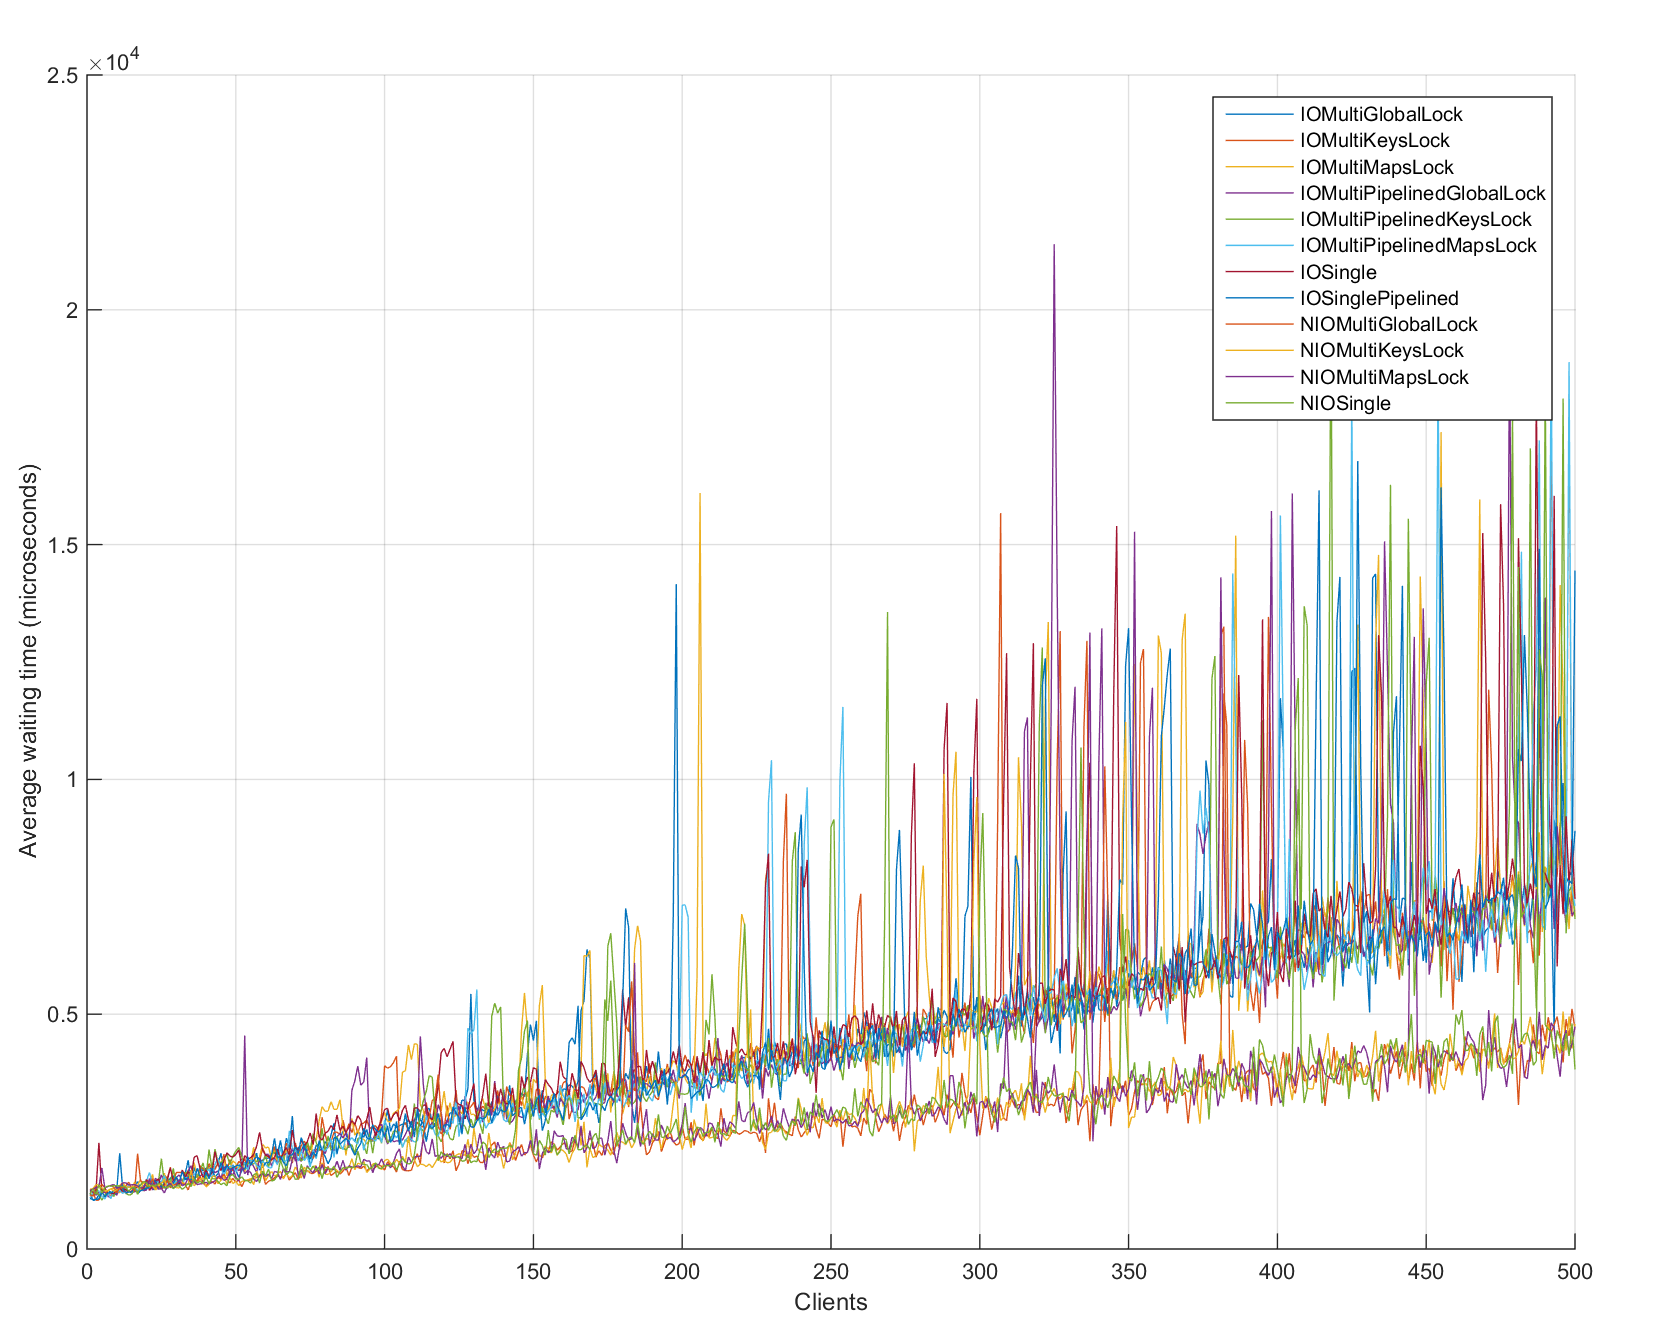 ×10^4
2.5
2
1.5
1
0.5
0
Average waiting time (microseconds)
IOMultiGlobalLock
IOMultiKeysLock
IOMultiMapsLock
IOMultiPipelinedGlobalLock
IOMultiPipelinedKeysLock
IOMultiPipelinedMapsLock
IOSingle
IOSinglePipelined
NIOMultiGlobalLock
NIOMultiKeysLock
NIOMultiMapsLock
NIOSingle
0 50 100 150 200 250 300 350 400 450 500
Clients